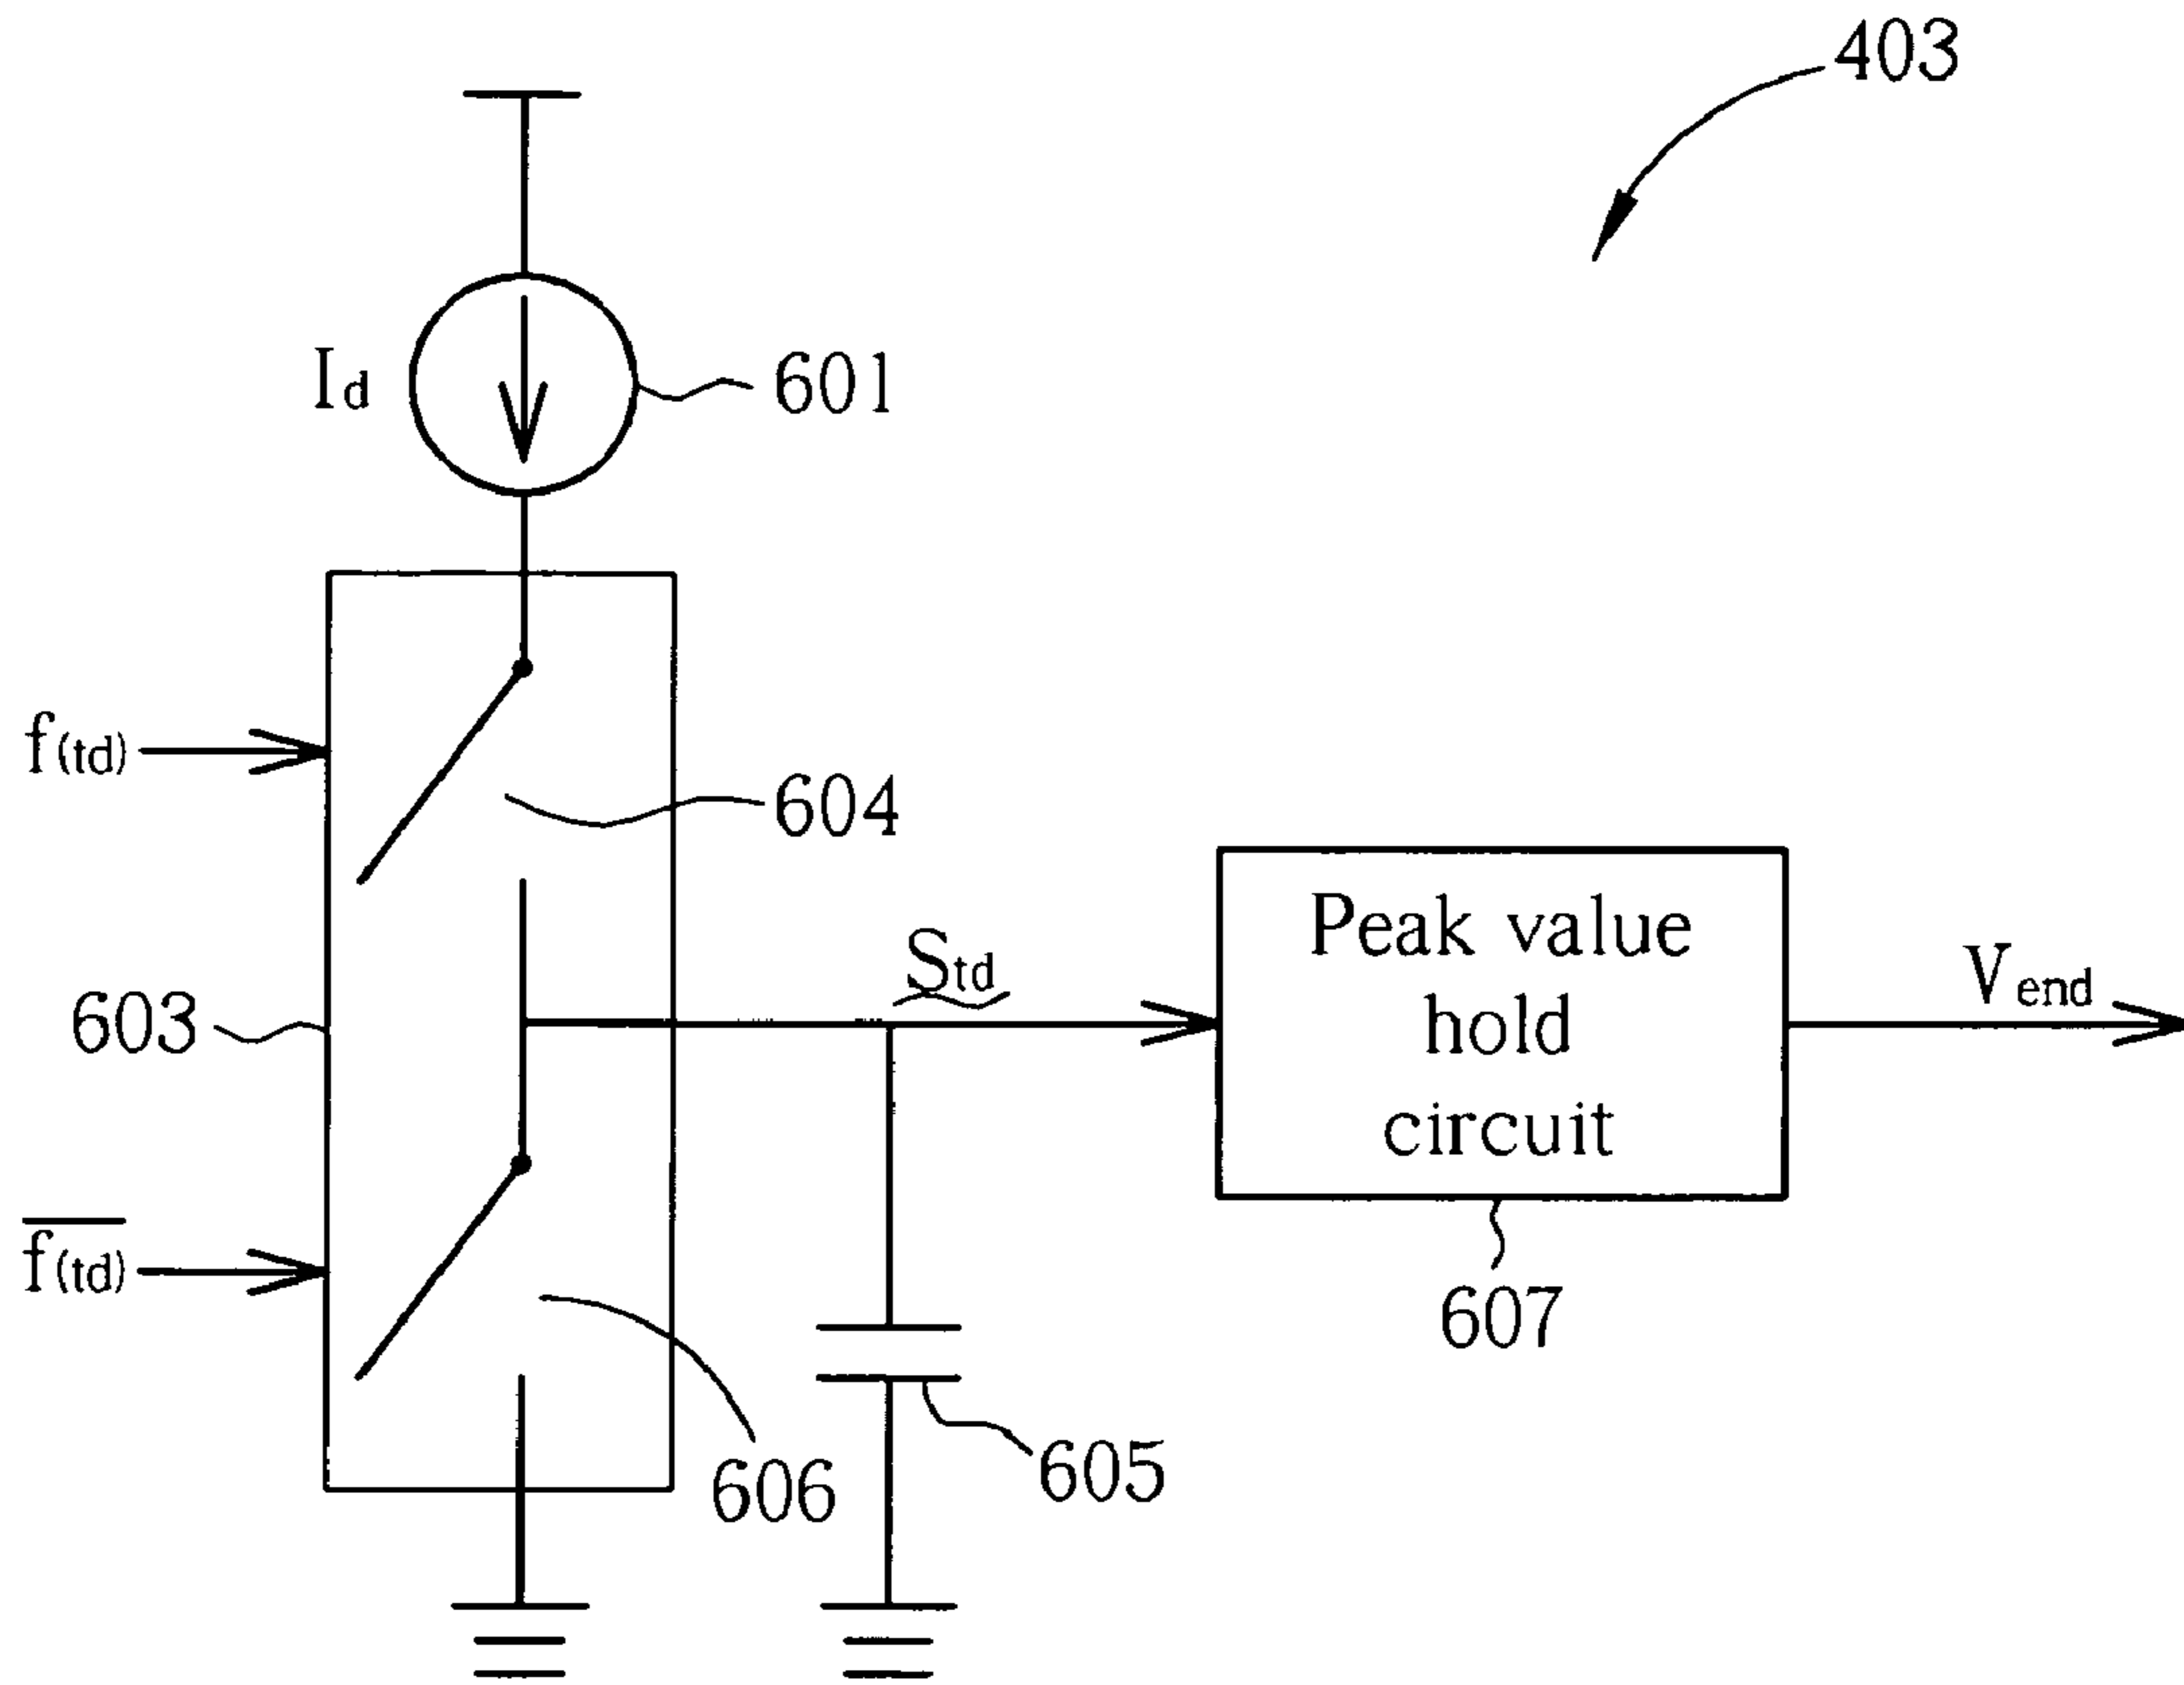 403
Id
601
f(td)
604
Std
Peak value
hold
circuit
Vend
603
f(td)
607
605
606